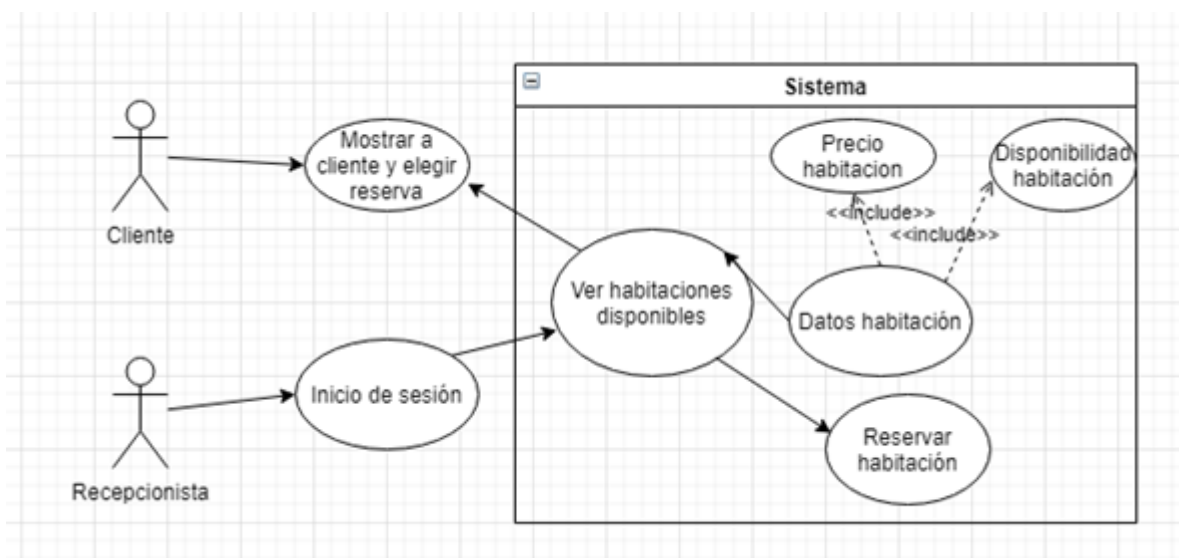 Sistema
Mostrar a
cliente y elegir
reserva
Cliente
Precio
habitacion
Disponibilidad
habitación
<<include>>
<<include>>
Ver habitaciones
disponibles
Datos habitación
Inicio de sesión
Recepcionista
Reservar
habitación